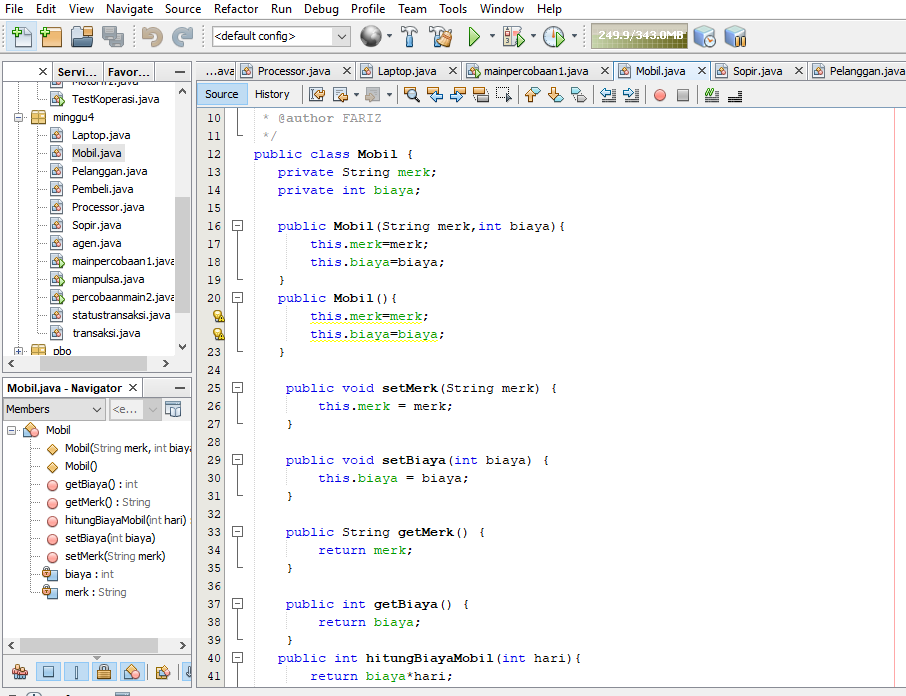 File Edit View Navigate Source Refactor Run Debug Profile Team Tools Window Help
<default config> 249.9/343.0MB
Servi... Favor... ...ava Processor.java Laptop.java mainpercobaan1.java Mobil.java Sopir.java Pelanggan.java
Source History
TestKoperasi.java
minggu4
Laptop.java
Mobil.java
Pelanggan.java
Pembeli.java
Processor.java
Sopir.java
agen.java
mainpercobaan1.java
mianpulsa.java
percobaanmain2.java
statustransaksi.java
transaksi.java
pbo
Mobil.java - Navigator
Members <e...
Mobil
Mobil(String merk, int biaya
Mobil()
getBiaya() : int
getMerk() : String
hitungBiayaMobil(int hari) :
setBiaya(int biaya)
setMerk(String merk)
biaya : int
merk : String
10 * @author FARIZ
11 */
12 public class Mobil {
13 private String merk;
14 private int biaya;
15
16 public Mobil(String merk,int biaya){
17 this.merk=merk;
18 this.biaya=biaya;
19 }
20 public Mobil(){
this.merk=merk;
this.biaya=biaya;
23 }
24
25 public void setMerk(String merk) {
26 this.merk = merk;
27 }
28
29 public void setBiaya(int biaya) {
30 this.biaya = biaya;
31 }
32
33 public String getMerk() {
34 return merk;
35 }
36
37 public int getBiaya() {
38 return biaya;
39 }
40 public int hitungBiayaMobil(int hari){
41 return biaya*hari;